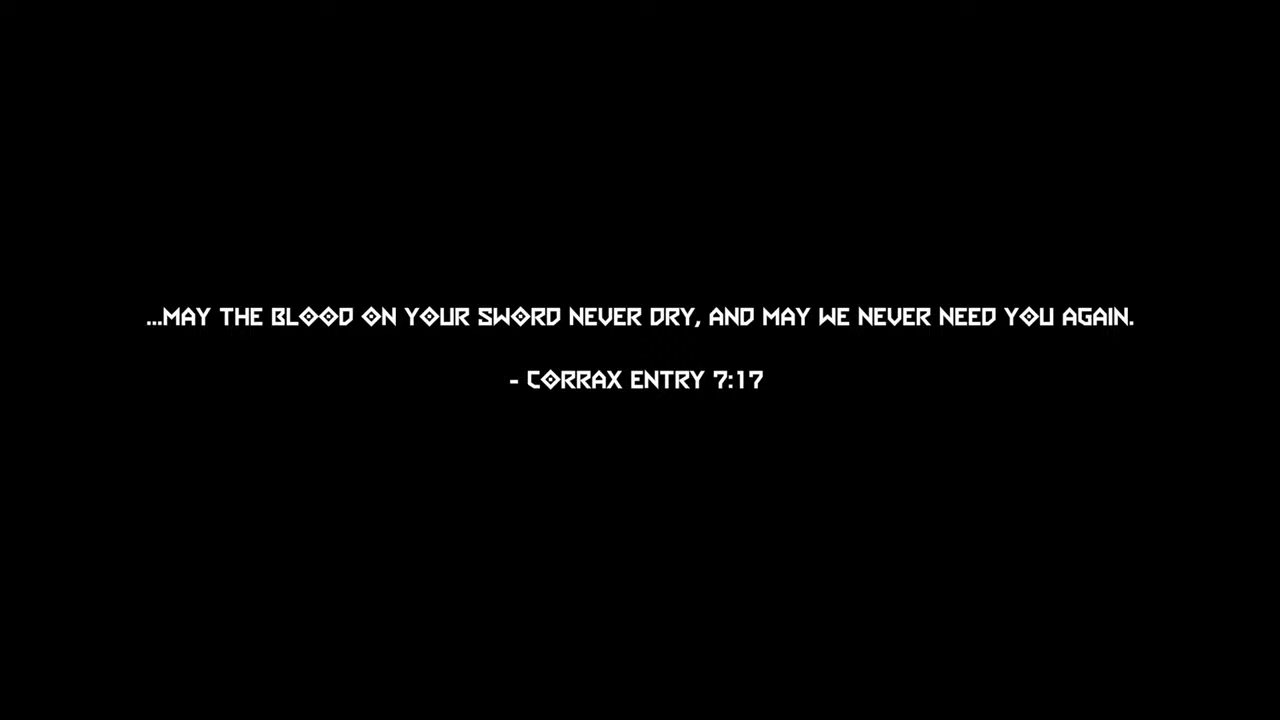 ...MAY THE BLOOD ON YOUR SWORD NEVER DRY, AND MAY WE NEVER NEED YOU AGAIN.
- CORRAX ENTRY 7:17